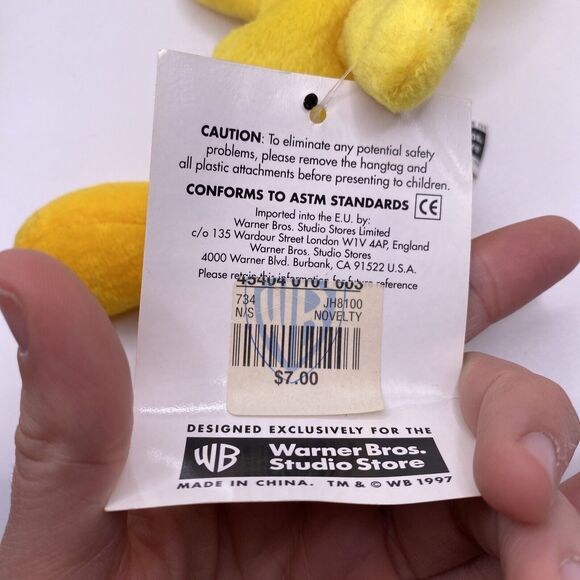 CAUTION: To eliminate any potential safety
problems, please remove the hangtag and
all plastic attachments before presenting to children.
CONFORMS TO ASTM STANDARDS CE
Imported into the E.U. by:
Warner Bros. Studio Stores Limited
c/o 135 Wardour Street London W1V 4AP, England
Warner Bros. Studio Stores
4000 Warner Blvd. Burbank, CA 91522 U.S.A.
Please retain this information for future reference
45404 0101 003
734 JH8100
N/S NOVELTY
$7.00
DESIGNED EXCLUSIVELY FOR THE
WB Warner Bros.
Studio Store
MADE IN CHINA. TM & © WB 1997